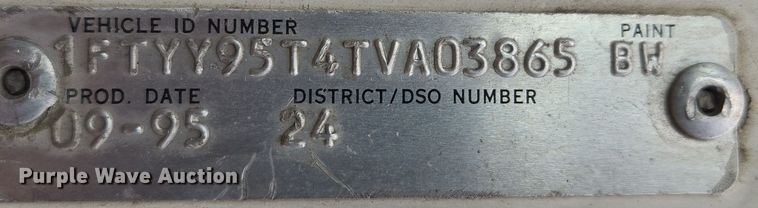 VEHICLE ID NUMBER PAINT
1FTYY95T4TVA03865 BW
PROD. DATE DISTRICT/DSO NUMBER
09-95 24
Purple Wave Auction